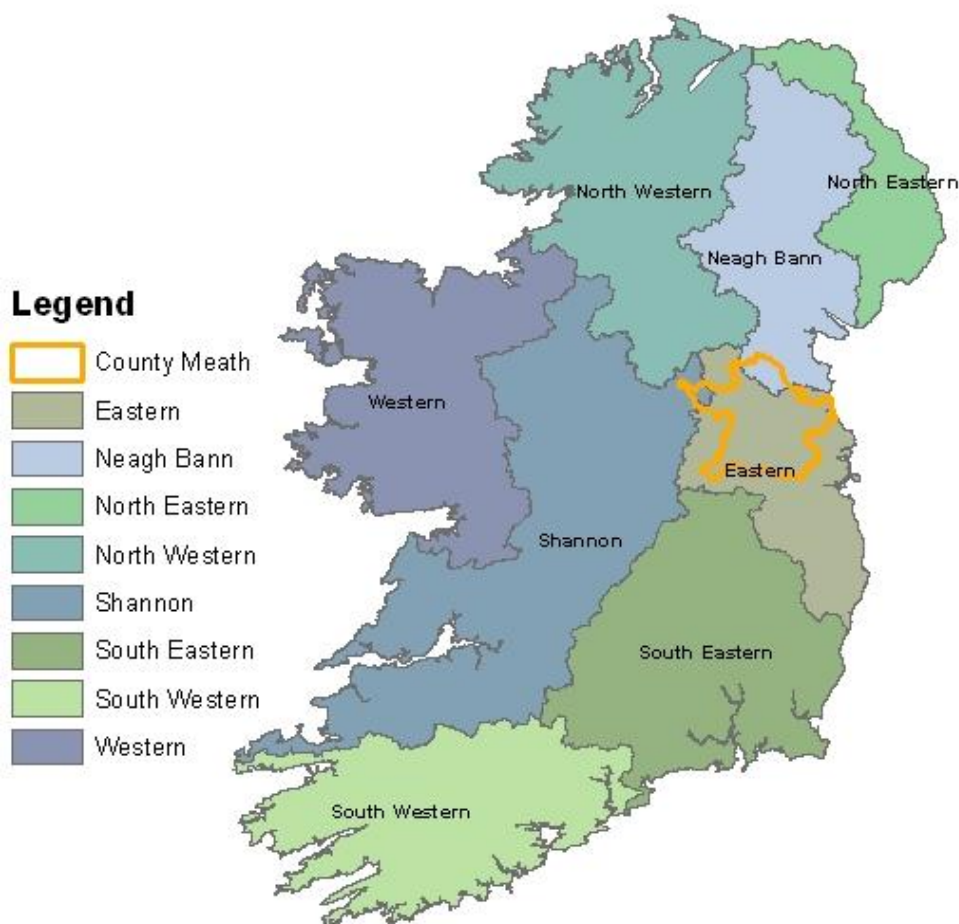 North Western
North Eastern
Neagh Bann
Western
Eastern
Shannon
South Eastern
South Western
Legend
County Meath
Eastern
Neagh Bann
North Eastern
North Western
Shannon
South Eastern
South Western
Western